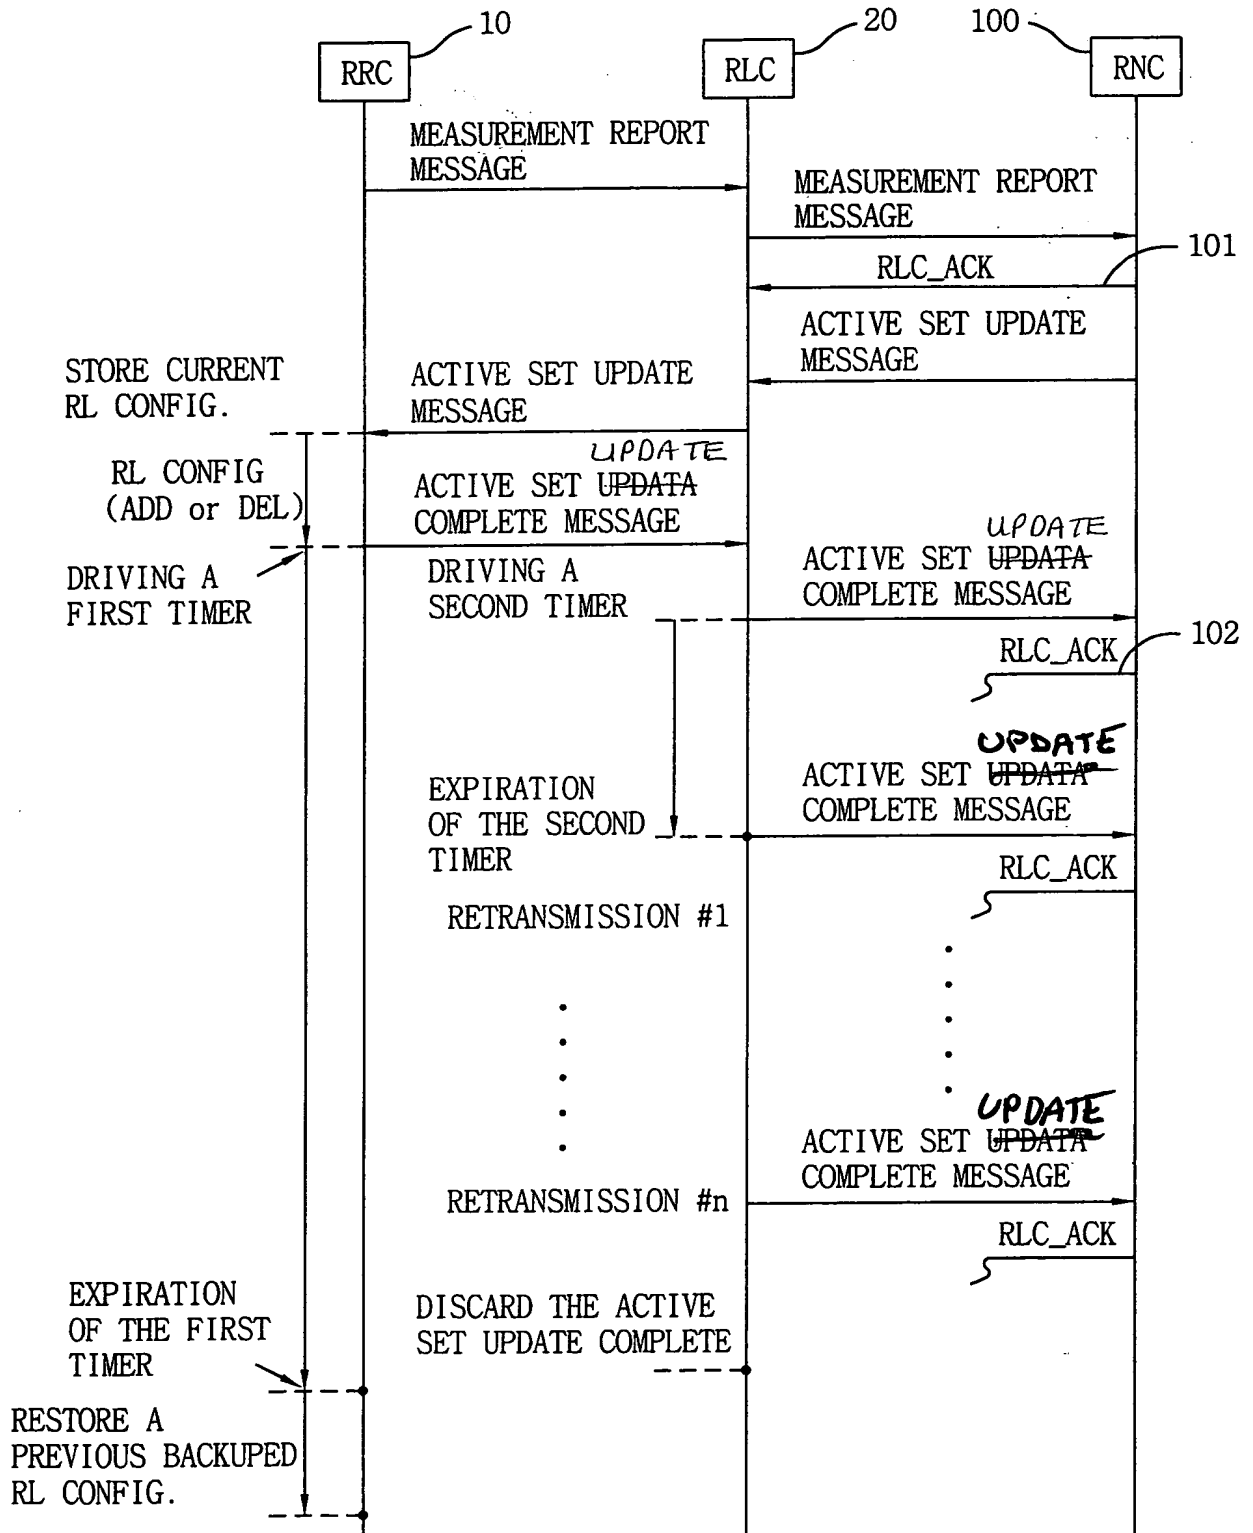 10
20
100
RRC
RLC
RNC
MEASUREMENT REPORT
MESSAGE
MEASUREMENT REPORT
MESSAGE
101
RLC_ACK
ACTIVE SET UPDATE
MESSAGE
STORE CURRENT
RL CONFIG.
ACTIVE SET UPDATE
MESSAGE
UPDATE
RL CONFIG
(ADD or DEL)
ACTIVE SET UPDATA
COMPLETE MESSAGE
UPDATE
ACTIVE SET UPDATA
COMPLETE MESSAGE
DRIVING A
FIRST TIMER
DRIVING A
SECOND TIMER
102
RLC_ACK
UPDATE
ACTIVE SET UPDATA
COMPLETE MESSAGE
EXPIRATION
OF THE SECOND
TIMER
RLC_ACK
RETRANSMISSION #1
UPDATE
ACTIVE SET UPDATA
COMPLETE MESSAGE
RETRANSMISSION #n
RLC_ACK
EXPIRATION
OF THE FIRST
TIMER
DISCARD THE ACTIVE
SET UPDATE COMPLETE
RESTORE A
PREVIOUS BACKUPED
RL CONFIG.